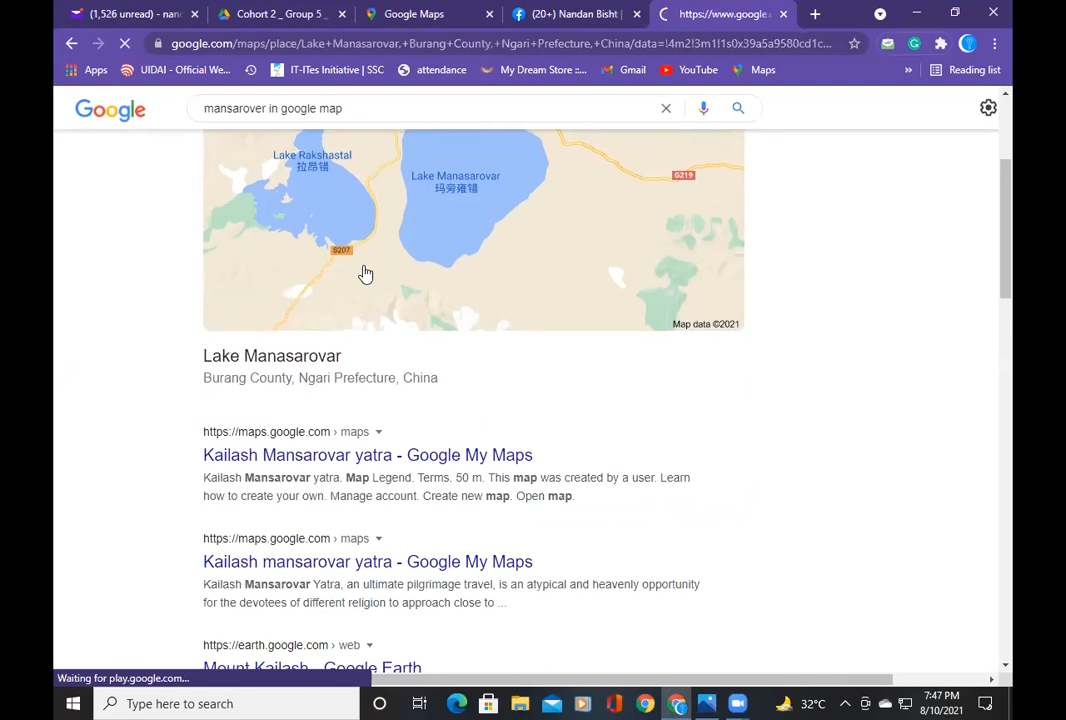 (1,526 unread) - nanc
Cohort 2 _ Group 5 _
Google Maps
(20+) Nandan Bisht |
https://www.google.c
google.com/maps/place/Lake+Manasarovar,+Burang+County,+Ngari+Prefecture,+China/data=!4m2!3m1!1s0x39a5a9580cd1c...
Apps
UIDAI - Official We...
IT-ITes Initiative | SSC
attendance
My Dream Store ::...
Gmail
YouTube
Maps
»
Reading list
Google
mansarover in google map
Lake Rakshastal
拉昂错
Lake Manasarovar
玛旁雍错
G219
S207
Map data ©2021
Lake Manasarovar
Burang County, Ngari Prefecture, China
https://maps.google.com › maps
Kailash Mansarovar yatra - Google My Maps
Kailash Mansarovar yatra. Map Legend. Terms. 50 m. This map was created by a user. Learn
how to create your own. Manage account. Create new map. Open map.
https://maps.google.com › maps
Kailash mansarovar yatra - Google My Maps
Kailash Mansarovar Yatra, an ultimate pilgrimage travel, is an atypical and heavenly opportunity
for the devotees of different religion to approach close to ...
https://earth.google.com › web
Mount Kailash - Google Earth
Waiting for play.google.com...
Type here to search
32°C
7:47 PM
8/10/2021